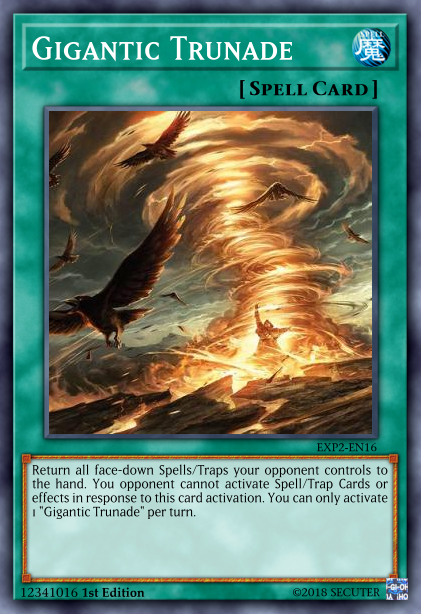 GIGANTIC TRUNADE
魔
[ SPELL CARD ]
EXP2-EN16
Return all face-down Spells/Traps your opponent controls to
the hand. You opponent cannot activate Spell/Trap Cards or
effects in response to this card activation. You can only activate
1 "Gigantic Trunade" per turn.
12341016 1st Edition ©2018 SECUTER